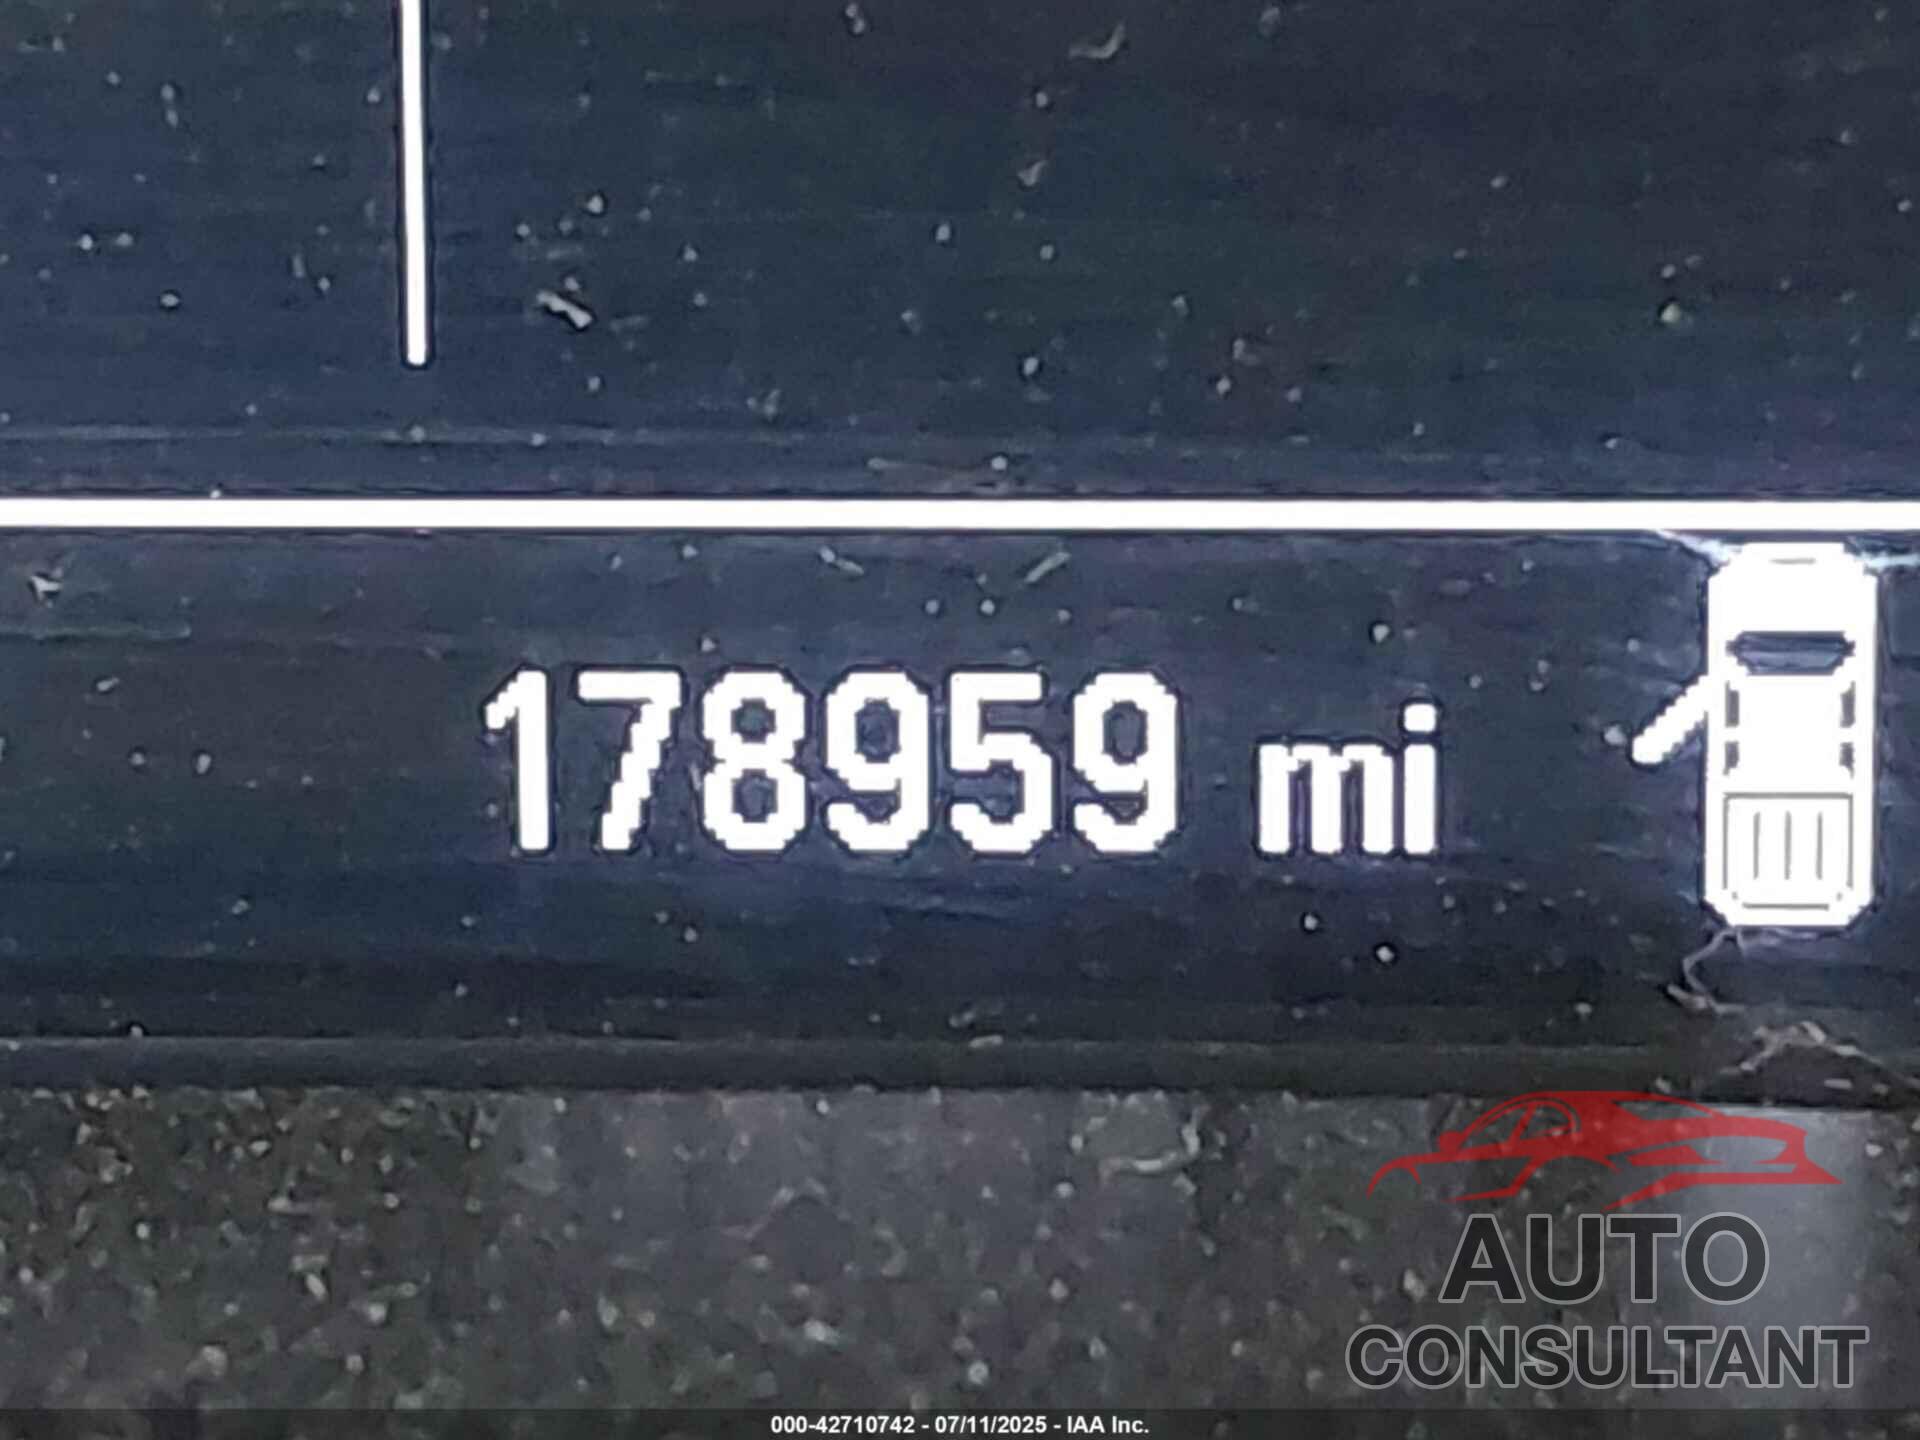 178959 mi
AUTO
CONSULTANT
000-42710742 - 07/11/2025 - IAA Inc.